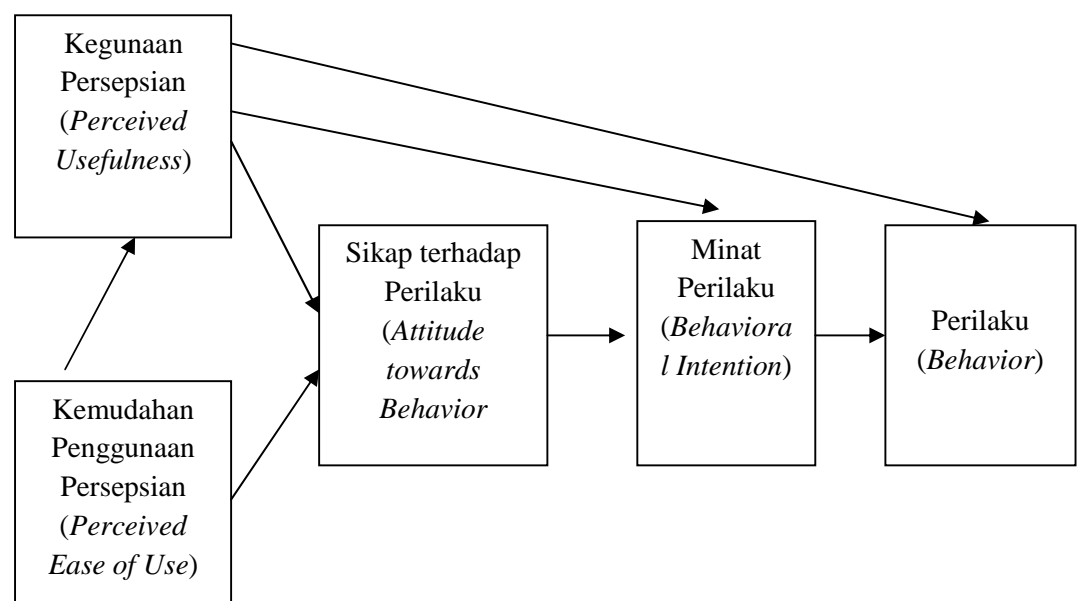 Kegunaan
Persepsian
(Perceived
Usefulness)
Kemudahan
Penggunaan
Persepsian
(Perceived
Ease of Use)
Sikap terhadap
Perilaku
(Attitude
towards
Behavior
Minat
Perilaku
(Behaviora
l Intention)
Perilaku
(Behavior)